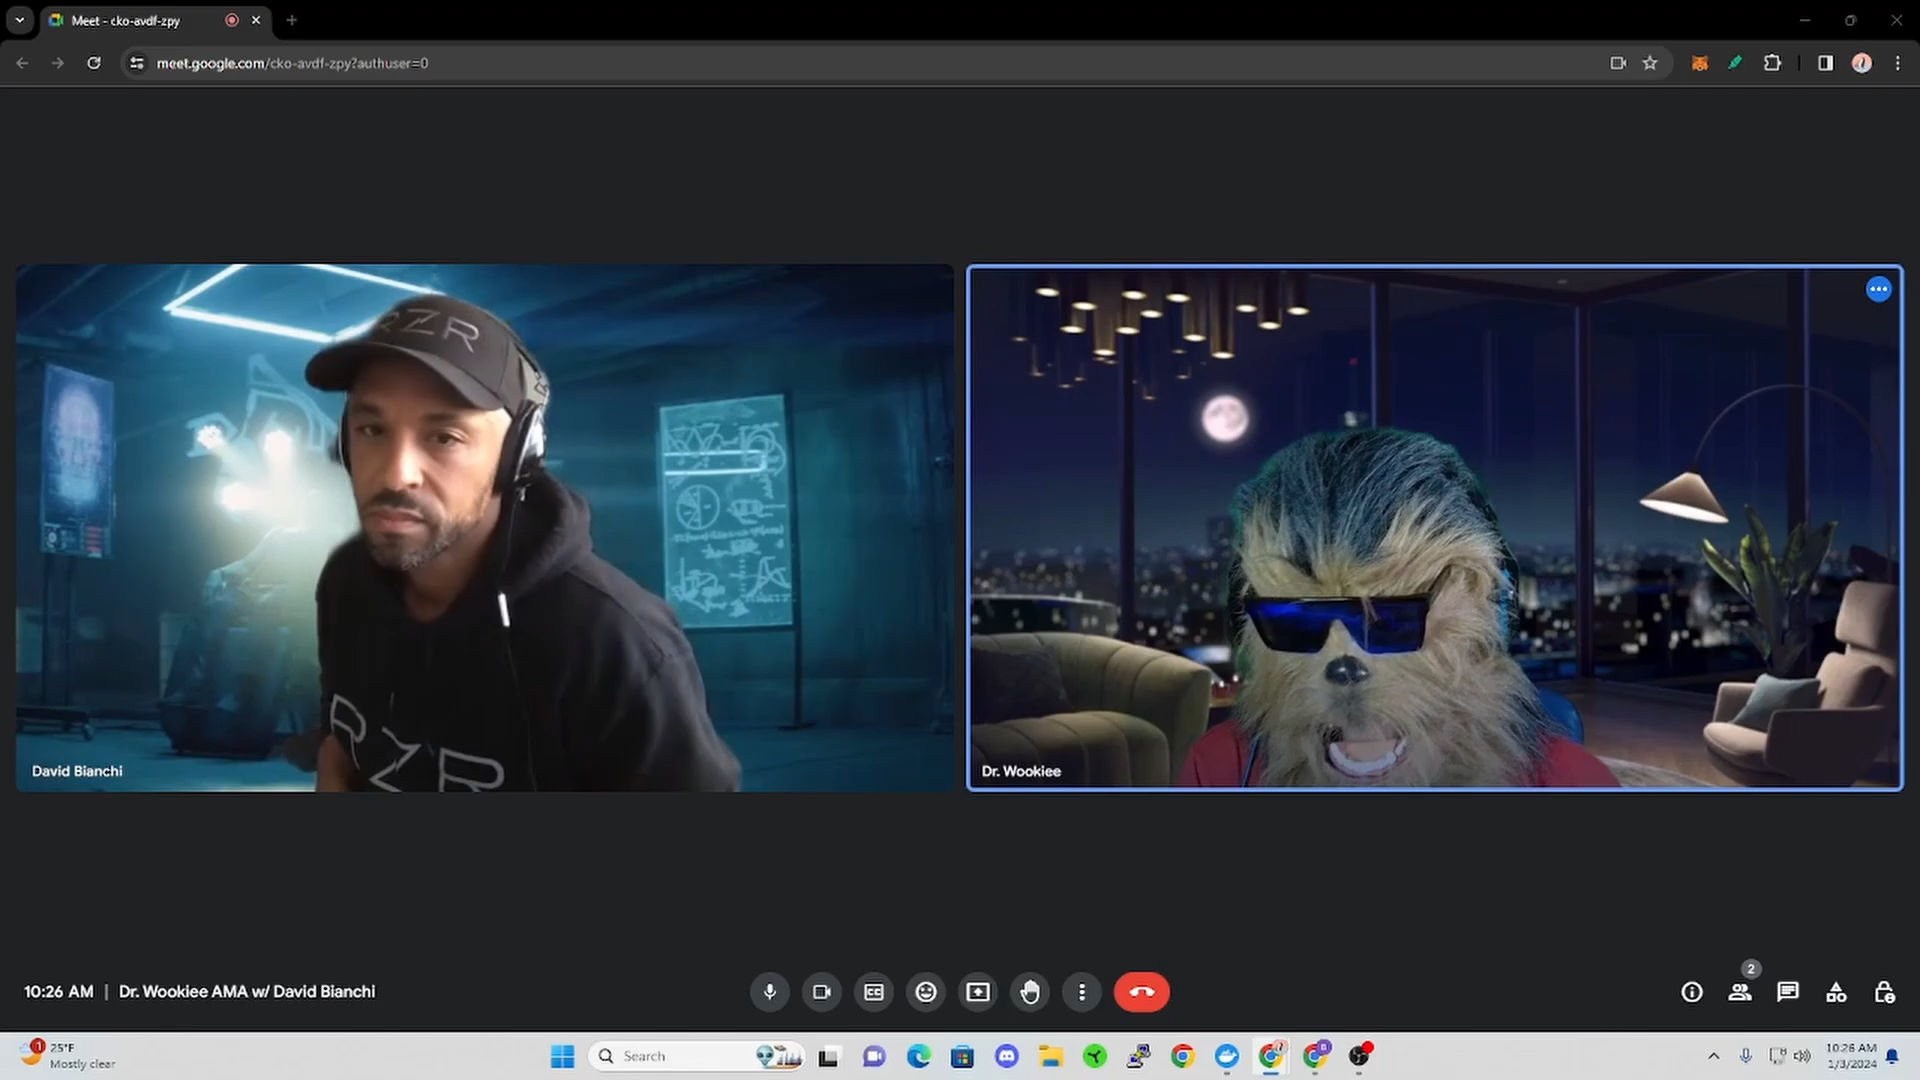 Meet - cko-avdf-zpy
meet.google.com/cko-avdf-zpy?authuser=0
RZR
RZR
David Bianchi
Dr. Wookiee
10:26 AM | Dr. Wookiee AMA w/ David Bianchi
2
1
25°F
Mostly clear
Search
10:26 AM
1/3/2024